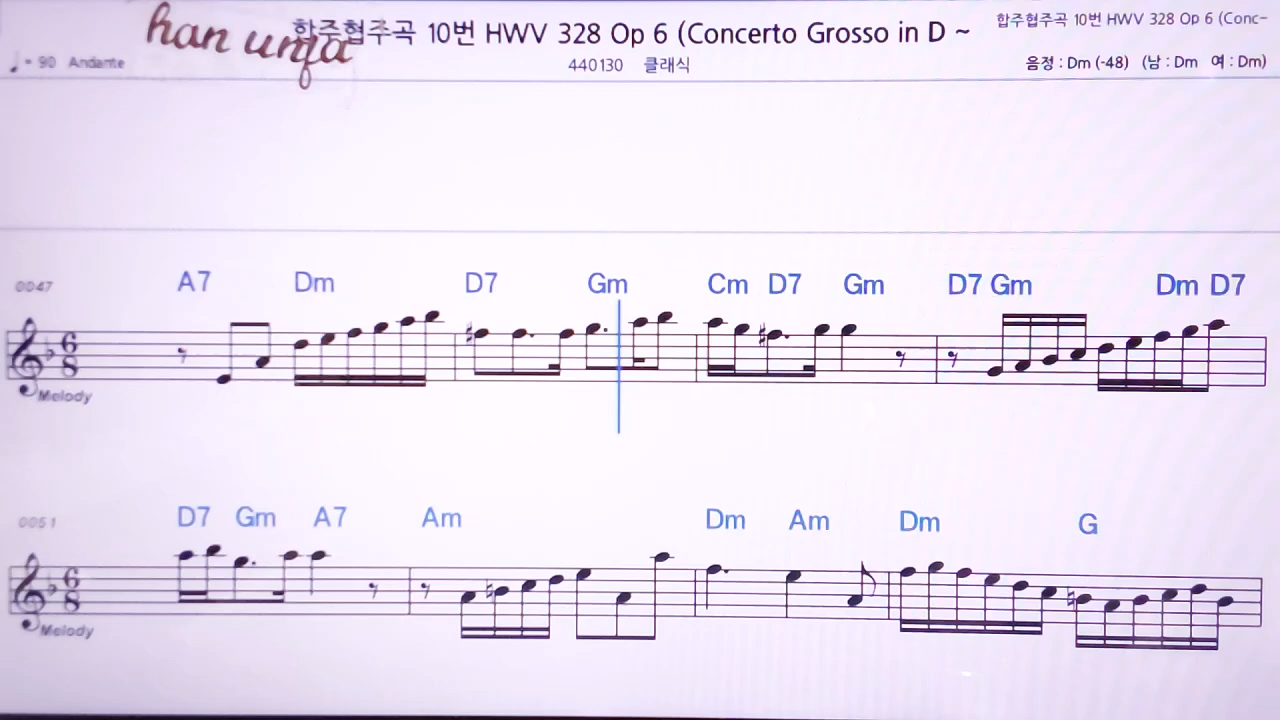 han unja
합주협주곡 10번 HWV 328 Op 6 (Concerto Grosso in D ~
합주협주곡 10번 HWV 328 Op 6 (Conc~
♩ = 90 Andante
440130 클래식
음정 : Dm (-48) (남 : Dm 여 : Dm)
0047
A7 Dm D7 Gm Cm D7 Gm D7 Gm Dm D7
6 8
Melody
0051
D7 Gm A7 Am Dm Am Dm G
6 8
Melody